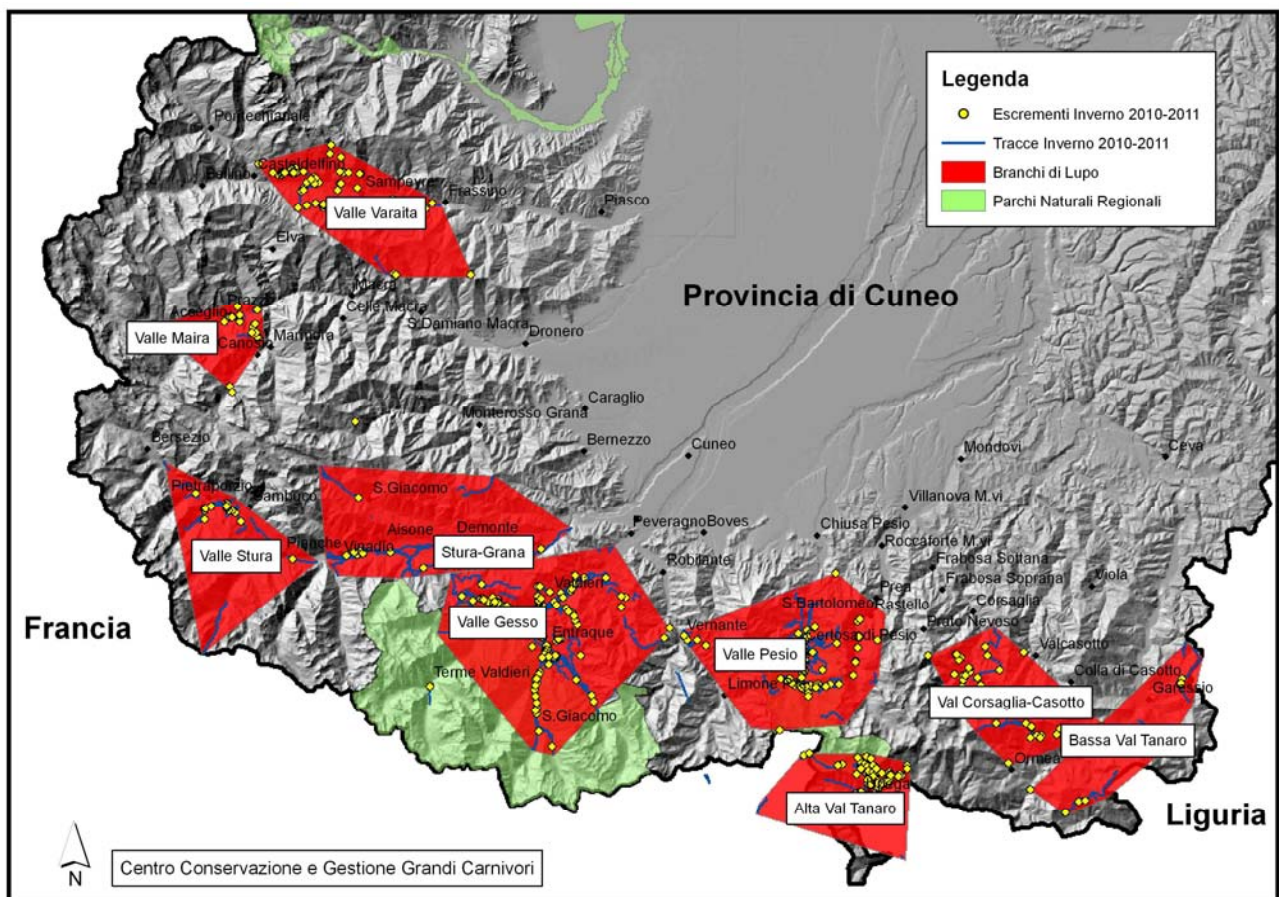 Legenda
Escrementi Inverno 2010-2011
Tracce Inverno 2010-2011
Branchi di Lupo
Parchi Naturali Regionali
Pontechianale
Casteldelfino
Bellino
Sampeyre
Frassino
Piasco
Valle Varaita
Elva
Macra
Provincia di Cuneo
Prazzo
Acceglio
Celle Macra
S.Damiano Macra
Marmora
Dronero
Valle Maira
Canosio
Caraglio
Monterosso Grana
Bersezio
Bernezzo
Cuneo
Mondovì
Ceva
Pietraporzio
Sambuco
S.Giacomo
Villanova M.vi
Aisone
Demonte
Peveragno
Boves
Chiusa Pesio
Roccaforte M.vi
Pianche
Vinadio
Stura-Grana
Valle Stura
Robilante
Frabosa Sottana
Frabosa Soprana
Viola
Valdieri
Prea
S.Bartolomeo
Rastello
Corsaglia
Francia
Valle Gesso
Entraque
Vernante
Certosa di Pesio
Prato Nevoso
Valcasotto
Valle Pesio
Terme Valdieri
Limone
Colla di Casotto
Garessio
Val Corsaglia-Casotto
S.Giacomo
Bassa Val Tanaro
Ormea
Alta Val Tanaro
Liguria
N
Centro Conservazione e Gestione Grandi Carnivori